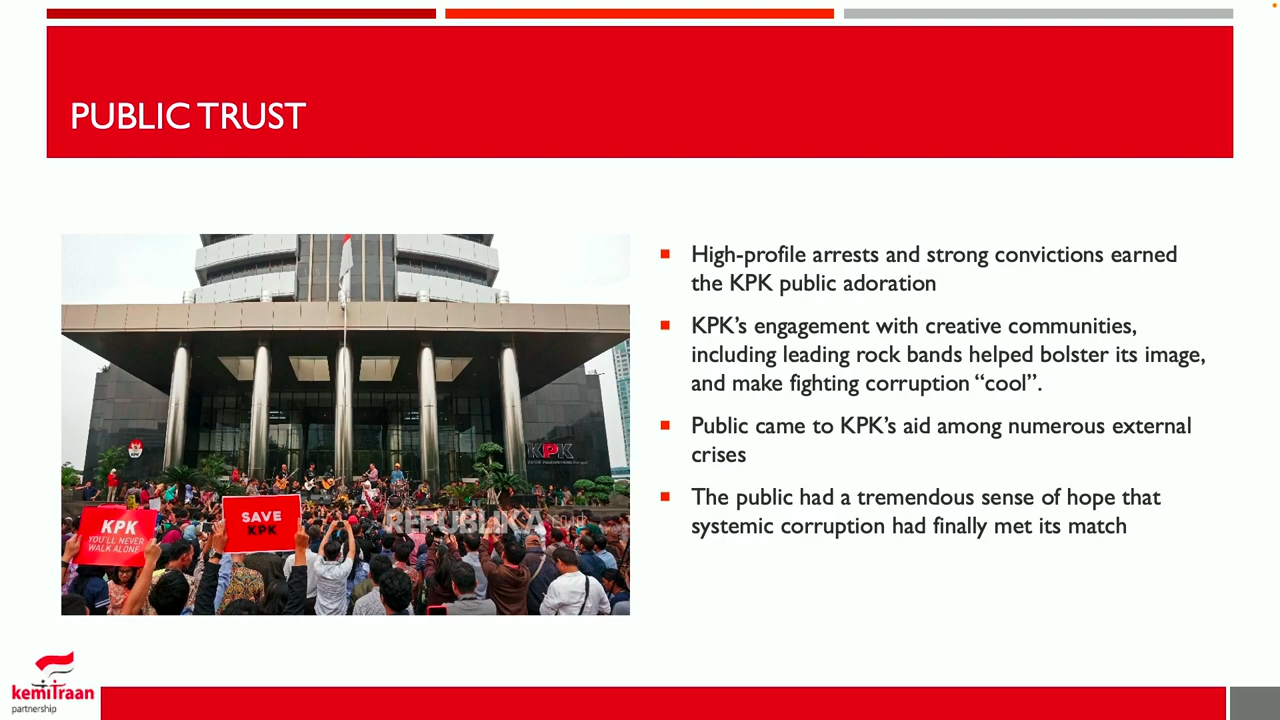 PUBLIC TRUST
High-profile arrests and strong convictions earned
the KPK public adoration
KPK’s engagement with creative communities,
including leading rock bands helped bolster its image,
and make fighting corruption “cool”.
Public came to KPK’s aid among numerous external
crises
The public had a tremendous sense of hope that
systemic corruption had finally met its match
KPK
KPK
YOU'LL NEVER
WALK ALONE
SAVE
KPK
REPUBLIKA
kemitraan
partnership